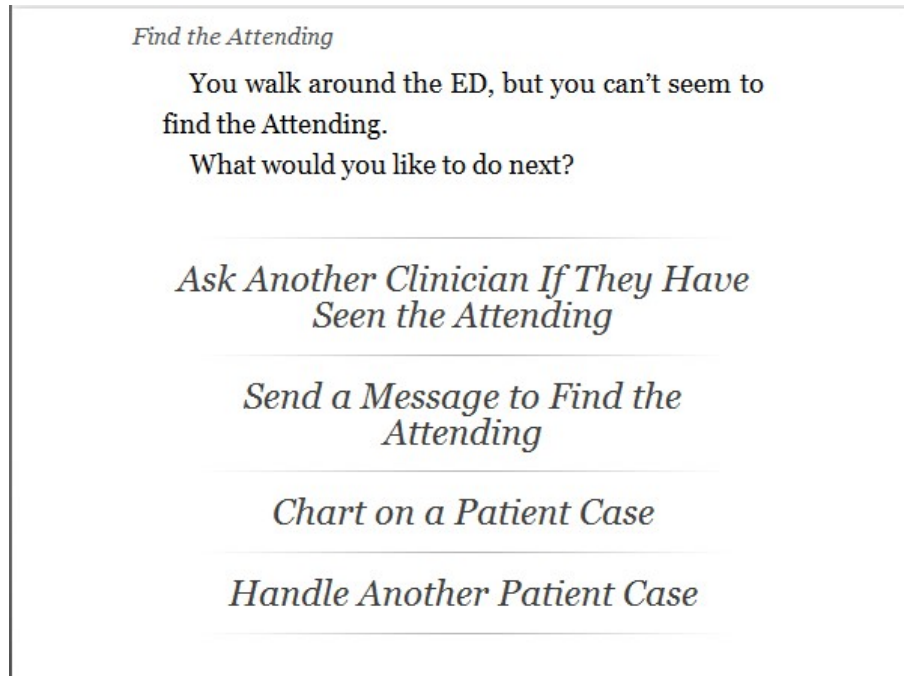 Find the Attending
You walk around the ED, but you can’t seem to
find the Attending.
What would you like to do next?
Ask Another Clinician If They Have
Seen the Attending
Send a Message to Find the
Attending
Chart on a Patient Case
Handle Another Patient Case